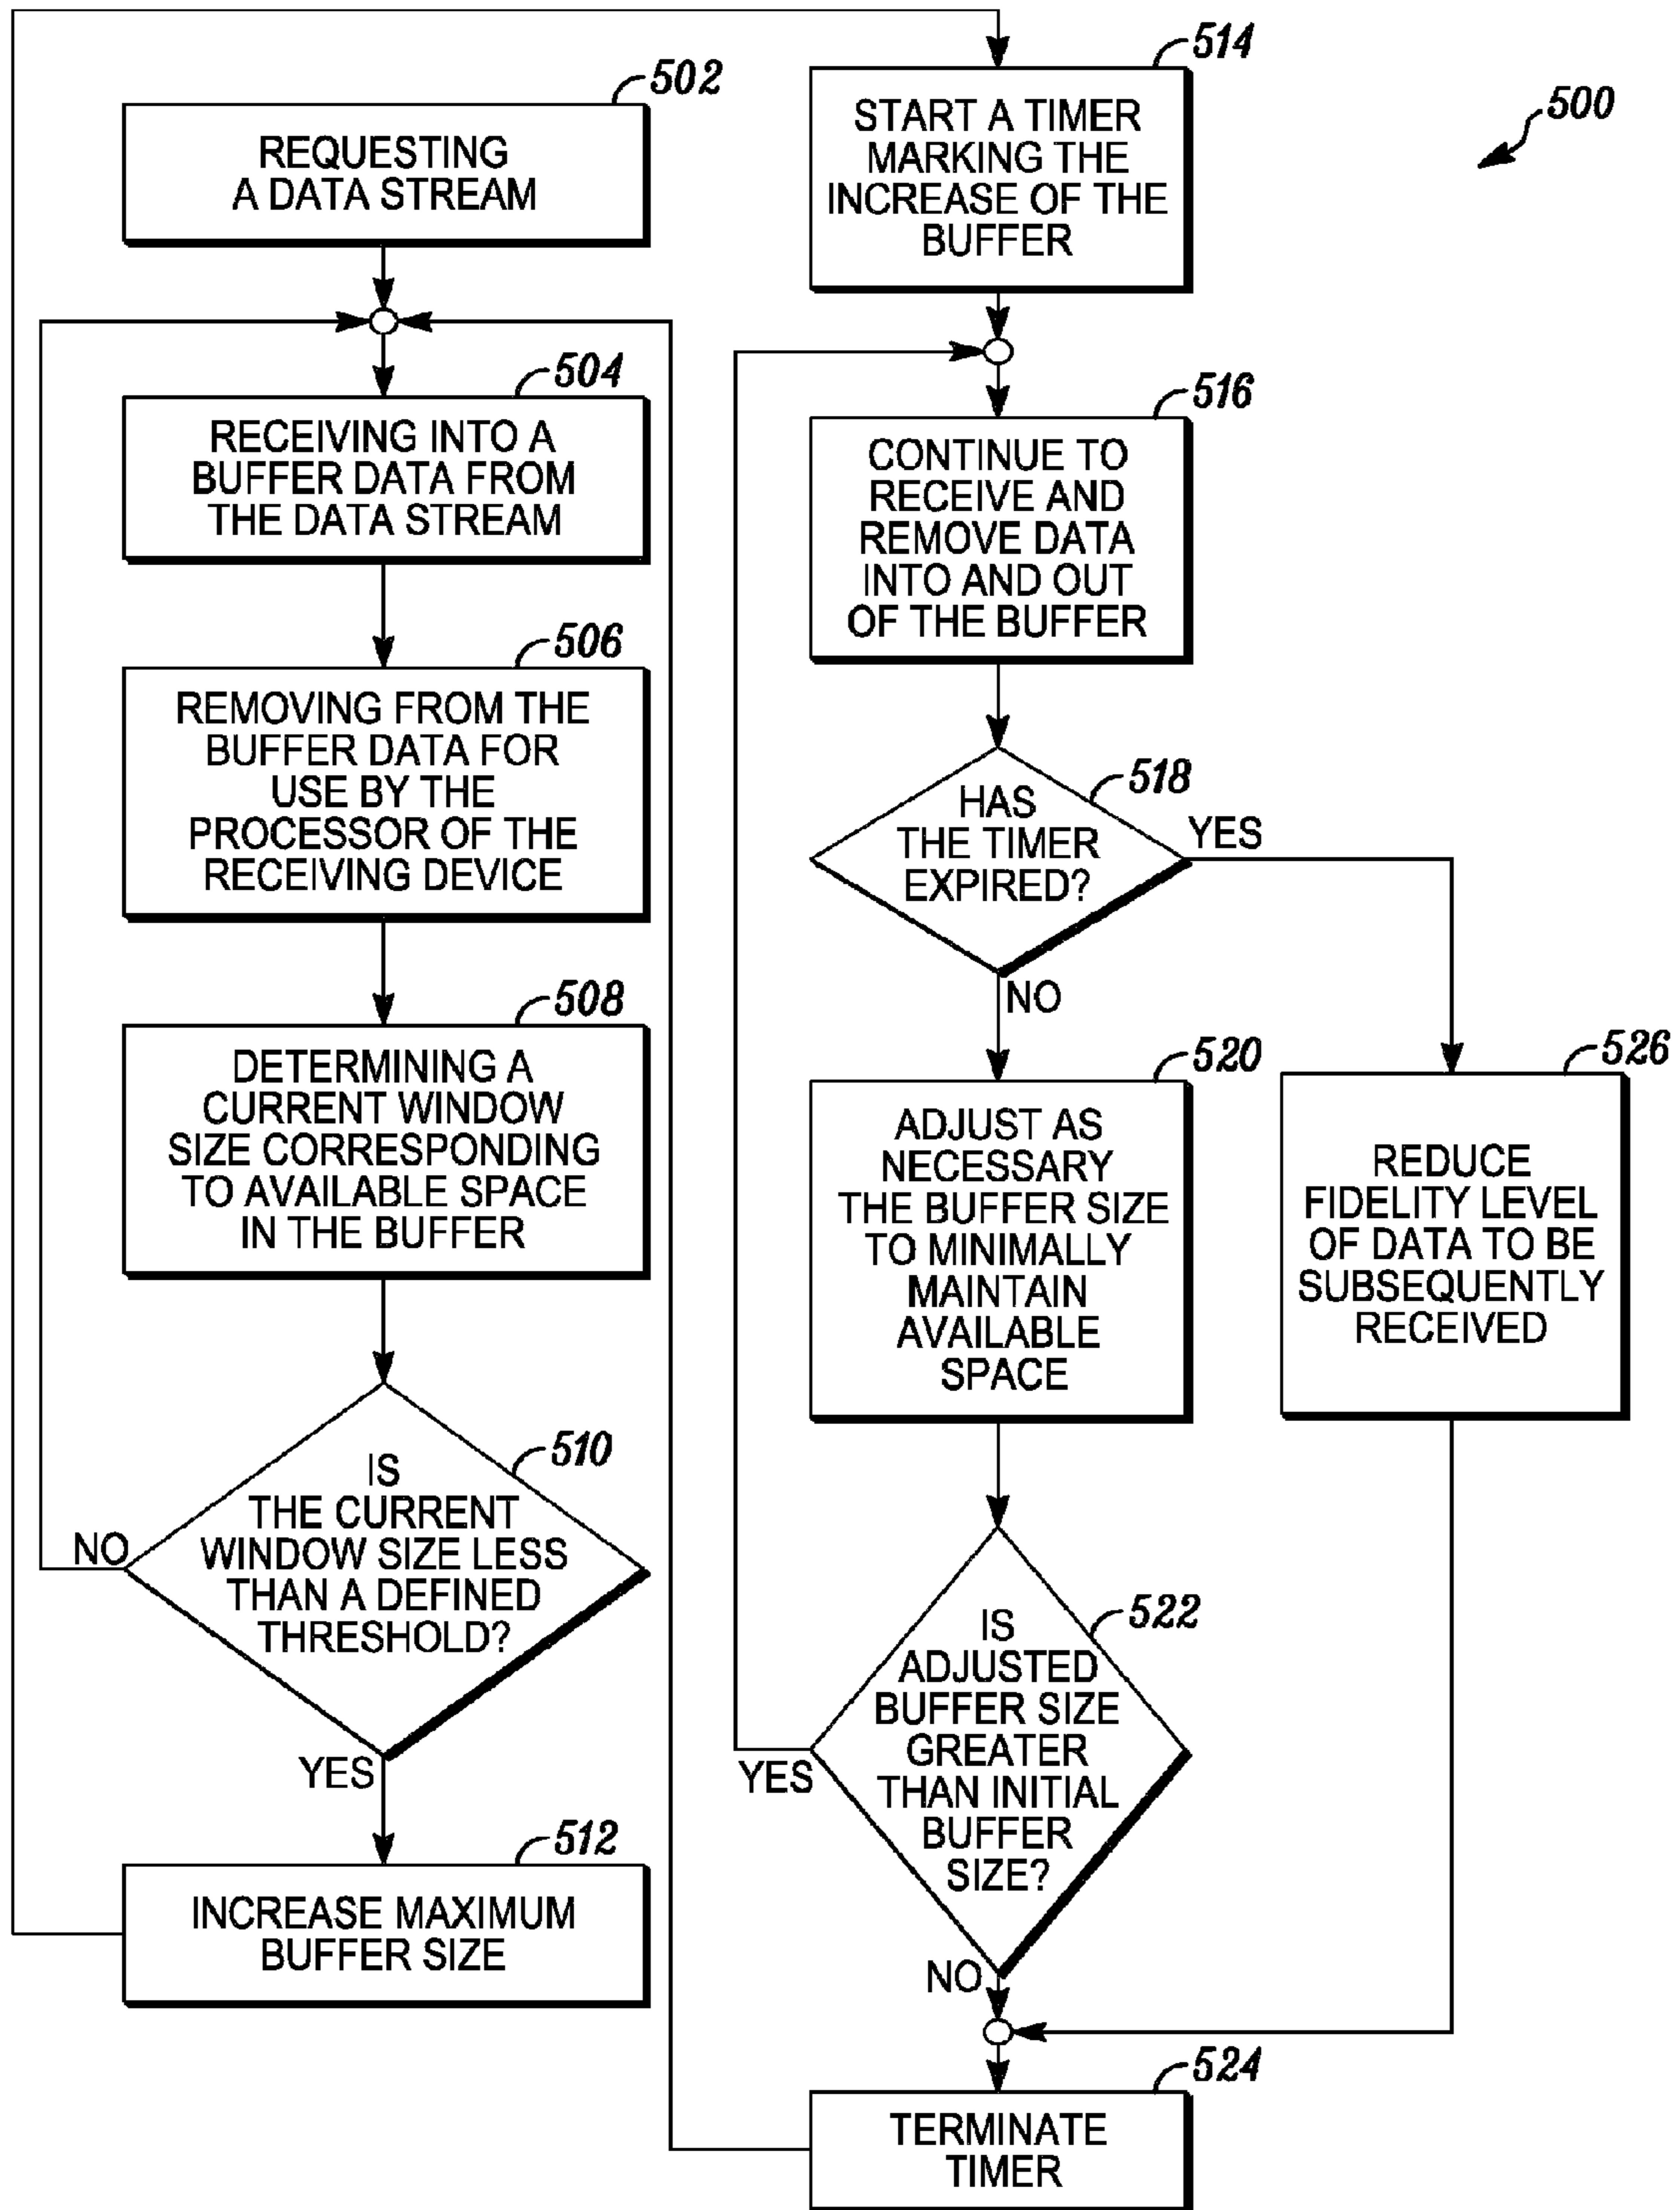 502
REQUESTING
A DATA STREAM
504
RECEIVING INTO A
BUFFER DATA FROM
THE DATA STREAM
506
REMOVING FROM THE
BUFFER DATA FOR
USE BY THE
PROCESSOR OF THE
RECEIVING DEVICE
508
DETERMINING A
CURRENT WINDOW
SIZE CORRESPONDING
TO AVAILABLE SPACE
IN THE BUFFER
510
IS
THE CURRENT
WINDOW SIZE LESS
THAN A DEFINED
THRESHOLD?
NO
YES
512
INCREASE MAXIMUM
BUFFER SIZE
514
START A TIMER
MARKING THE
INCREASE OF THE
BUFFER
500
516
CONTINUE TO
RECEIVE AND
REMOVE DATA
INTO AND OUT
OF THE BUFFER
518
HAS
THE TIMER
EXPIRED?
YES
NO
520
ADJUST AS
NECESSARY
THE BUFFER SIZE
TO MINIMALLY
MAINTAIN
AVAILABLE
SPACE
526
REDUCE
FIDELITY LEVEL
OF DATA TO BE
SUBSEQUENTLY
RECEIVED
522
IS
ADJUSTED
BUFFER SIZE
GREATER
THAN INITIAL
BUFFER
SIZE?
YES
NO
524
TERMINATE
TIMER